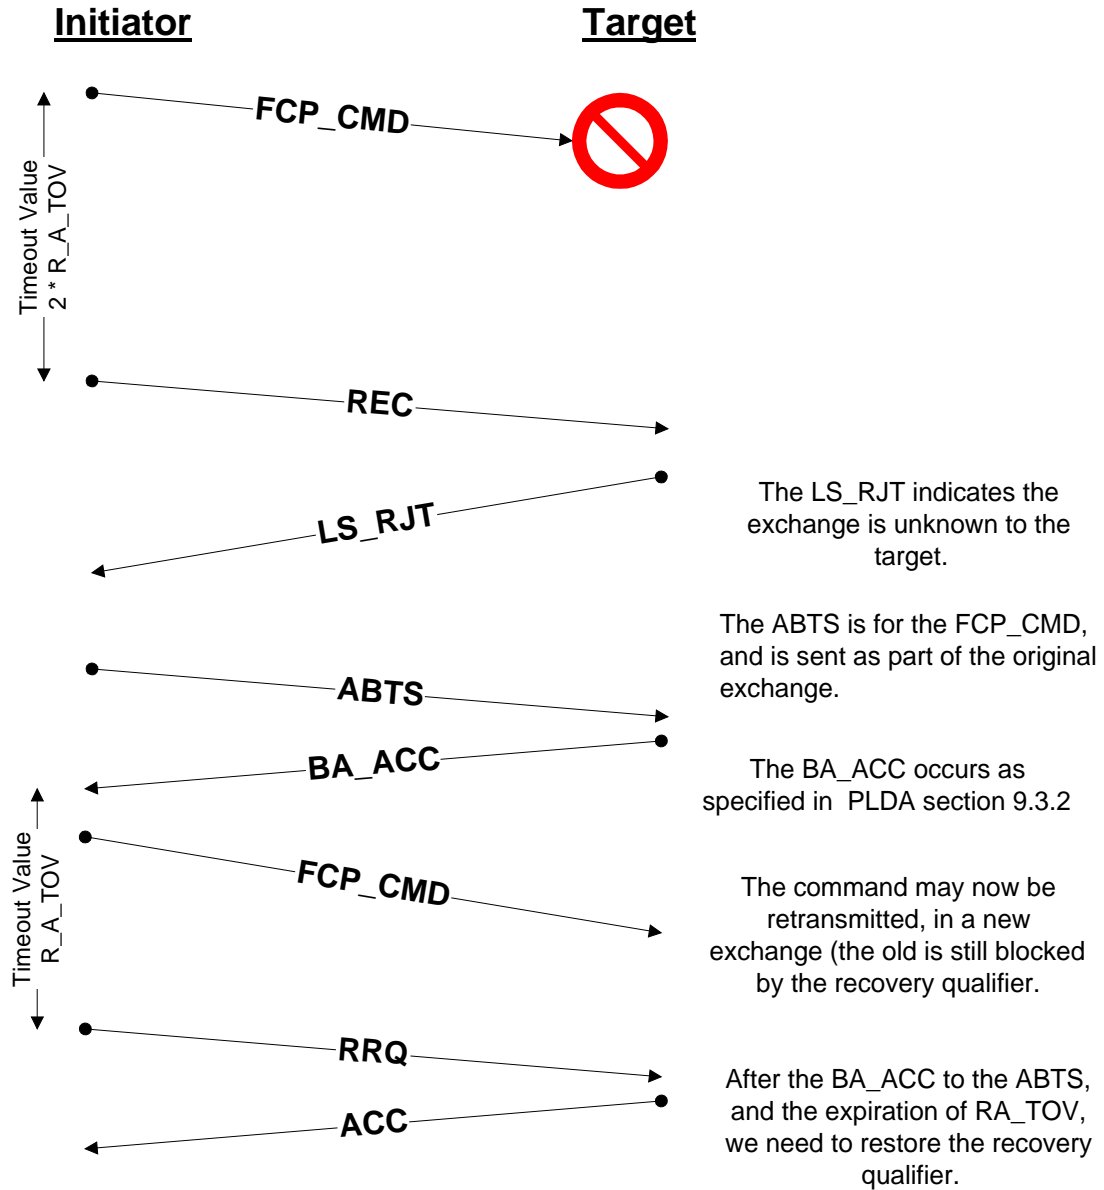 Initiator
Target
FCP_CMD
Timeout Value
2 * R_A_TOV
REC
LS_RJT
The LS_RJT indicates the
exchange is unknown to the
target.
The ABTS is for the FCP_CMD,
and is sent as part of the original
exchange.
ABTS
BA_ACC
The BA_ACC occurs as
specified in  PLDA section 9.3.2
Timeout Value
R_A_TOV
FCP_CMD
The command may now be
retransmitted, in a new
exchange (the old is still blocked
by the recovery qualifier.
RRQ
After the BA_ACC to the ABTS,
and the expiration of RA_TOV,
we need to restore the recovery
qualifier.
ACC